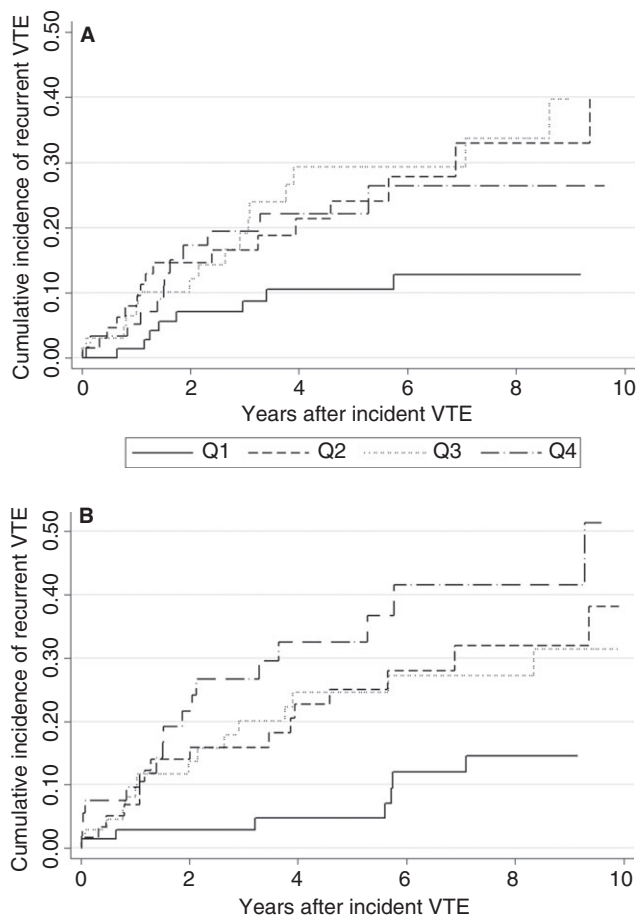 A
Cumulative incidence of recurrent VTE
0.50
0.40
0.30
0.20
0.10
0.00
0 2 4 6 8 10
Years after incident VTE
Q1 Q2 Q3 Q4
B
Cumulative incidence of recurrent VTE
0.50
0.40
0.30
0.20
0.10
0.00
0 2 4 6 8 10
Years after incident VTE